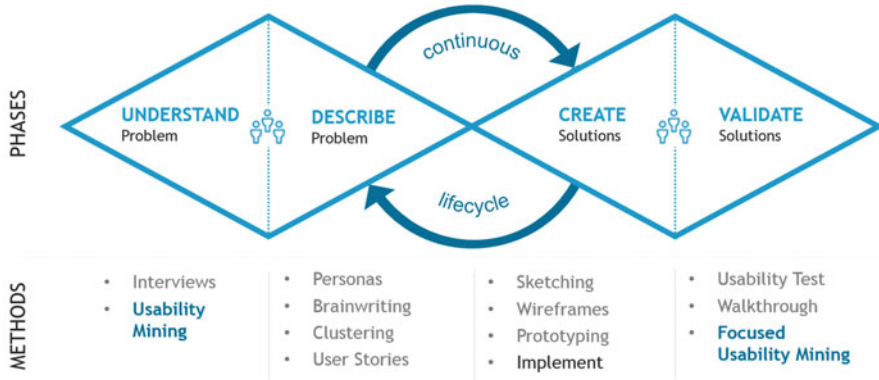 PHASES
continuous
UNDERSTAND
Problem
DESCRIBE
Problem
CREATE
Solutions
VALIDATE
Solutions
lifecycle
METHODS
• Interviews
• Usability
Mining
• Personas
• Brainwriting
• Clustering
• User Stories
• Sketching
• Wireframes
• Prototyping
• Implement
• Usability Test
• Walkthrough
• Focused
Usability Mining